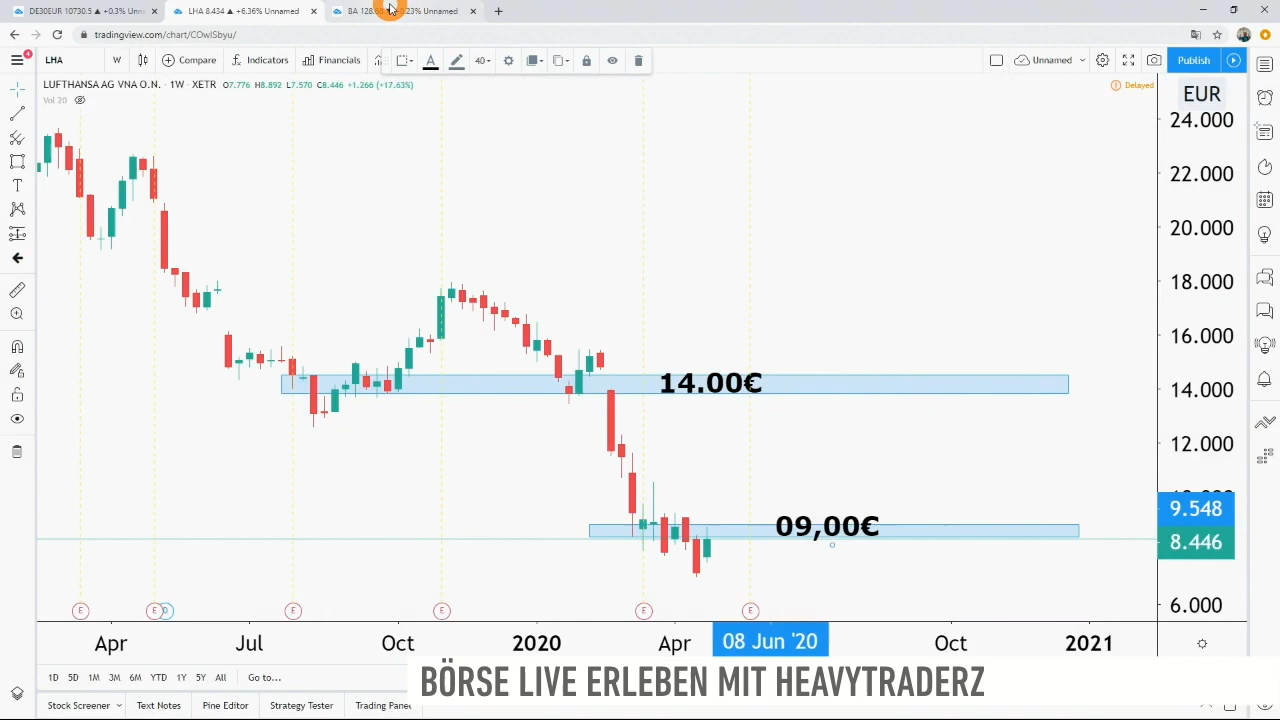 DE30EUR 10730.5 ▲ +0.3% Unn
LHA 8.434 ▲ +6.36% Unnamed
BA 128. 0.23% Unnamed
tradingview.com/chart/COwlSbyu/
4
LHA
W
Compare
Indicators
Financials
A
40
Unnamed
Publish
LUFTHANSA AG VNA O.N. · 1W · XETR O7.776 H8.892 L7.570 C8.446 +1.266 (+17.63%)
Vol 20
Delayed
EUR
24.000
22.000
20.000
18.000
16.000
14.00€
14.000
12.000
9.548
09,00€
8.446
6.000
E E D E E E E
Apr Jul Oct 2020 Apr 08 Jun '20 Oct 2021
1D 5D 1M 3M 6M YTD 1Y 5Y All Go to...
BÖRSE LIVE ERLEBEN MIT HEAVYTRADERZ
Stock Screener Text Notes Pine Editor Strategy Tester Trading Panel